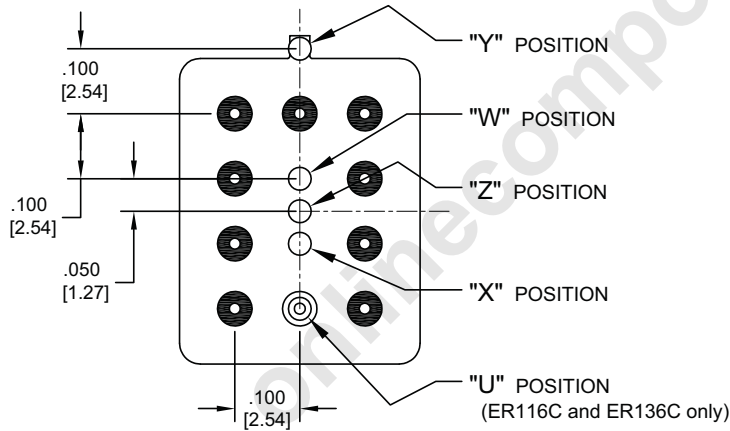 "Y" POSITION
.100
[2.54]
"W" POSITION
"Z" POSITION
.100
[2.54]
.050
[1.27]
"X" POSITION
"U" POSITION
.100
[2.54]
(ER116C and ER136C only)
onlinecompo